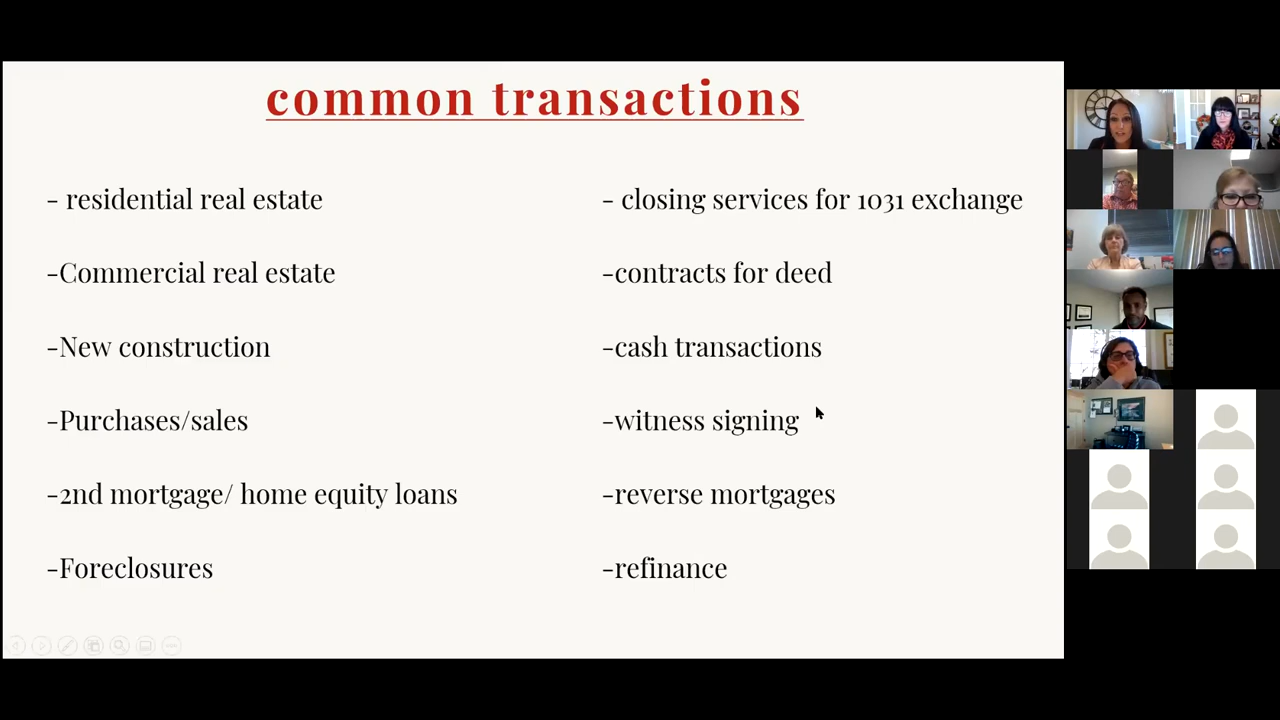 common transactions
- residential real estate
-Commercial real estate
-New construction
-Purchases/sales
-2nd mortgage/ home equity loans
-Foreclosures
- closing services for 1031 exchange
-contracts for deed
-cash transactions
-witness signing
-reverse mortgages
-refinance